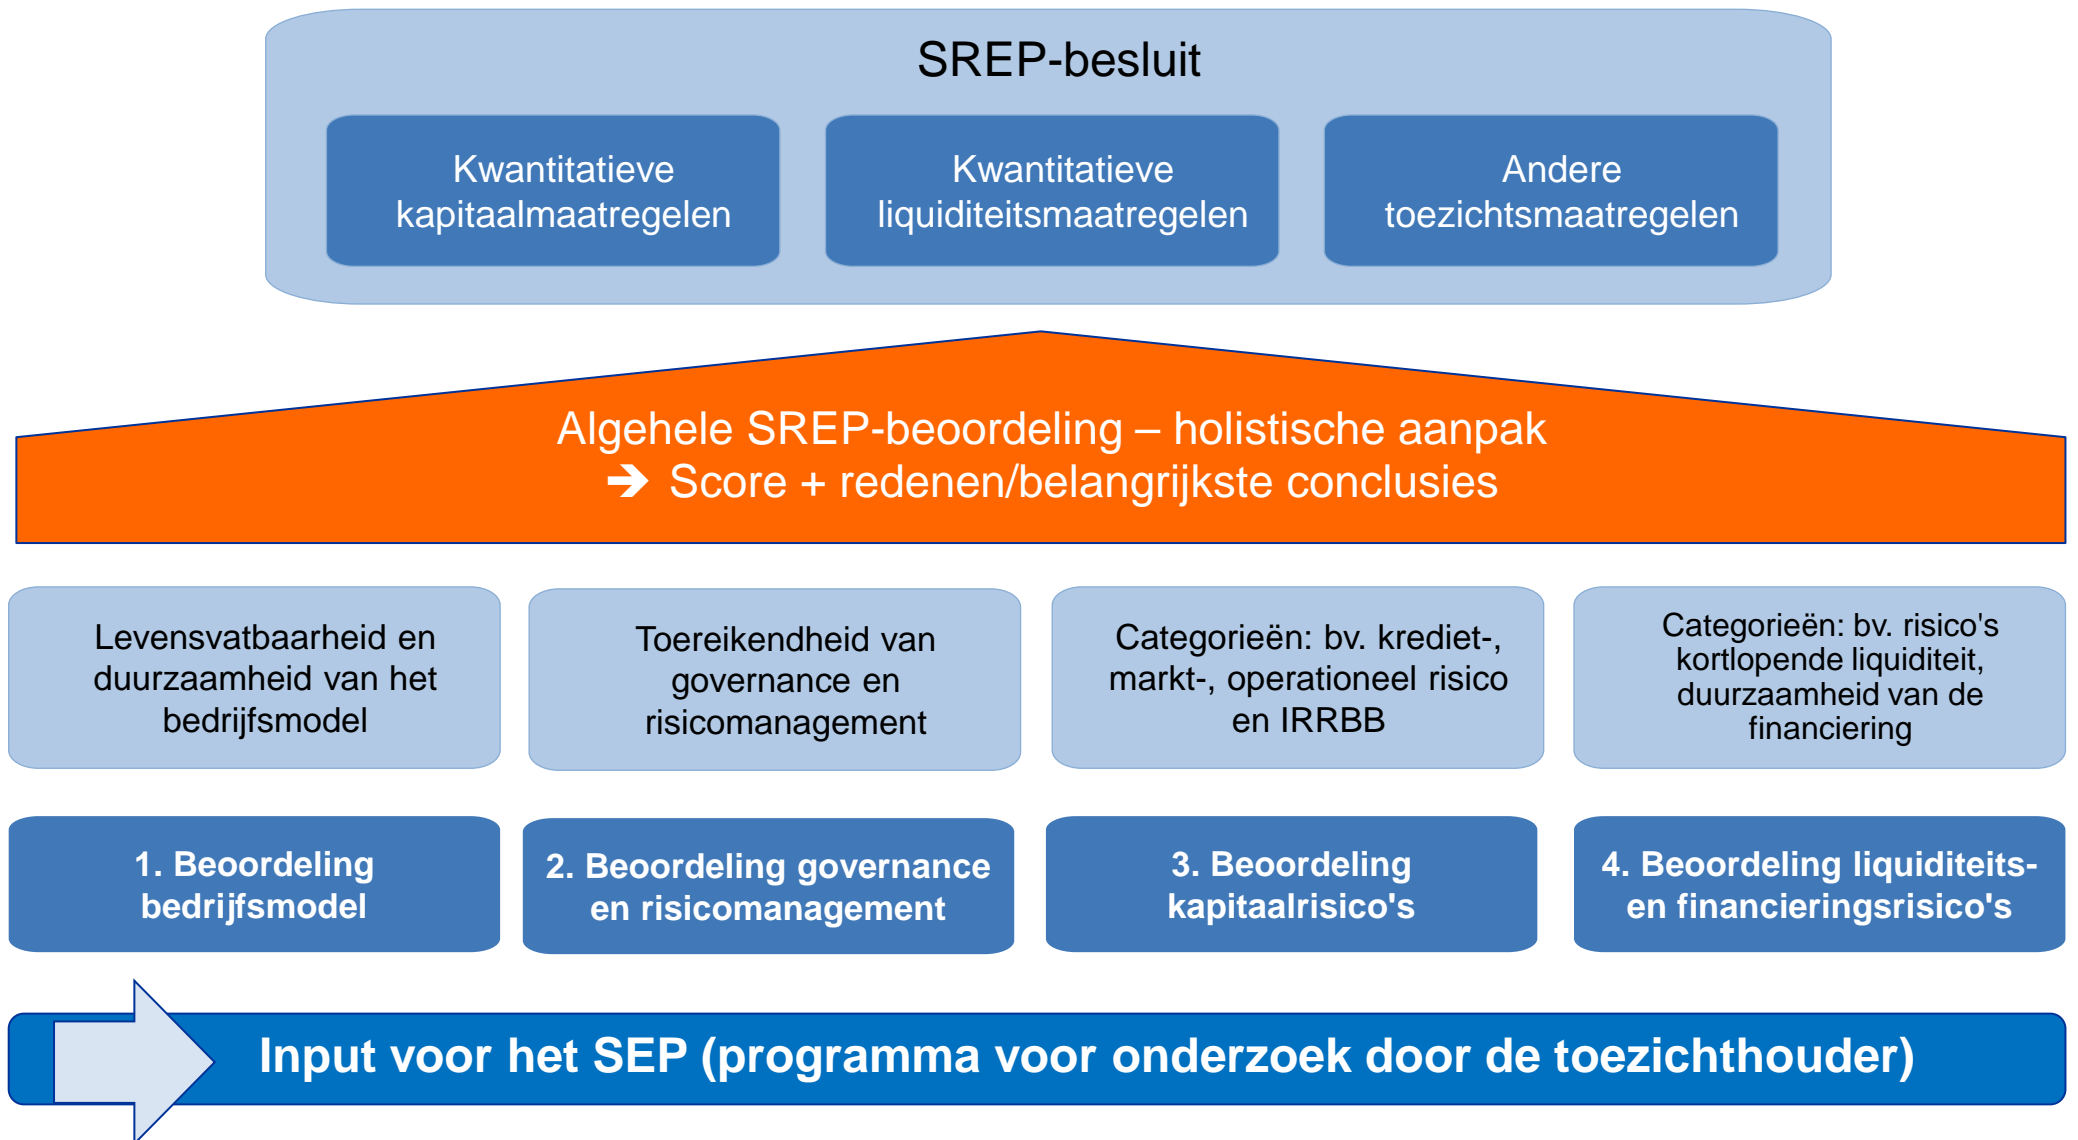 SREP-besluit
Kwantitatieve
kapitaalmaatregelen
Kwantitatieve
liquiditeitsmaatregelen
Andere
toezichtsmaatregelen
Algehele SREP-beoordeling – holistische aanpak
➔ Score + redenen/belangrijkste conclusies
Levensvatbaarheid en
duurzaamheid van het
bedrijfsmodel
Toereikendheid van
governance en
risicomanagement
Categorieën: bv. krediet-,
markt-, operationeel risico
en IRRBB
Categorieën: bv. risico's
kortlopende liquiditeit,
duurzaamheid van de
financiering
1. Beoordeling
bedrijfsmodel
2. Beoordeling governance
en risicomanagement
3. Beoordeling
kapitaalrisico's
4. Beoordeling liquiditeits-
en financieringsrisico's
Input voor het SEP (programma voor onderzoek door de toezichthouder)